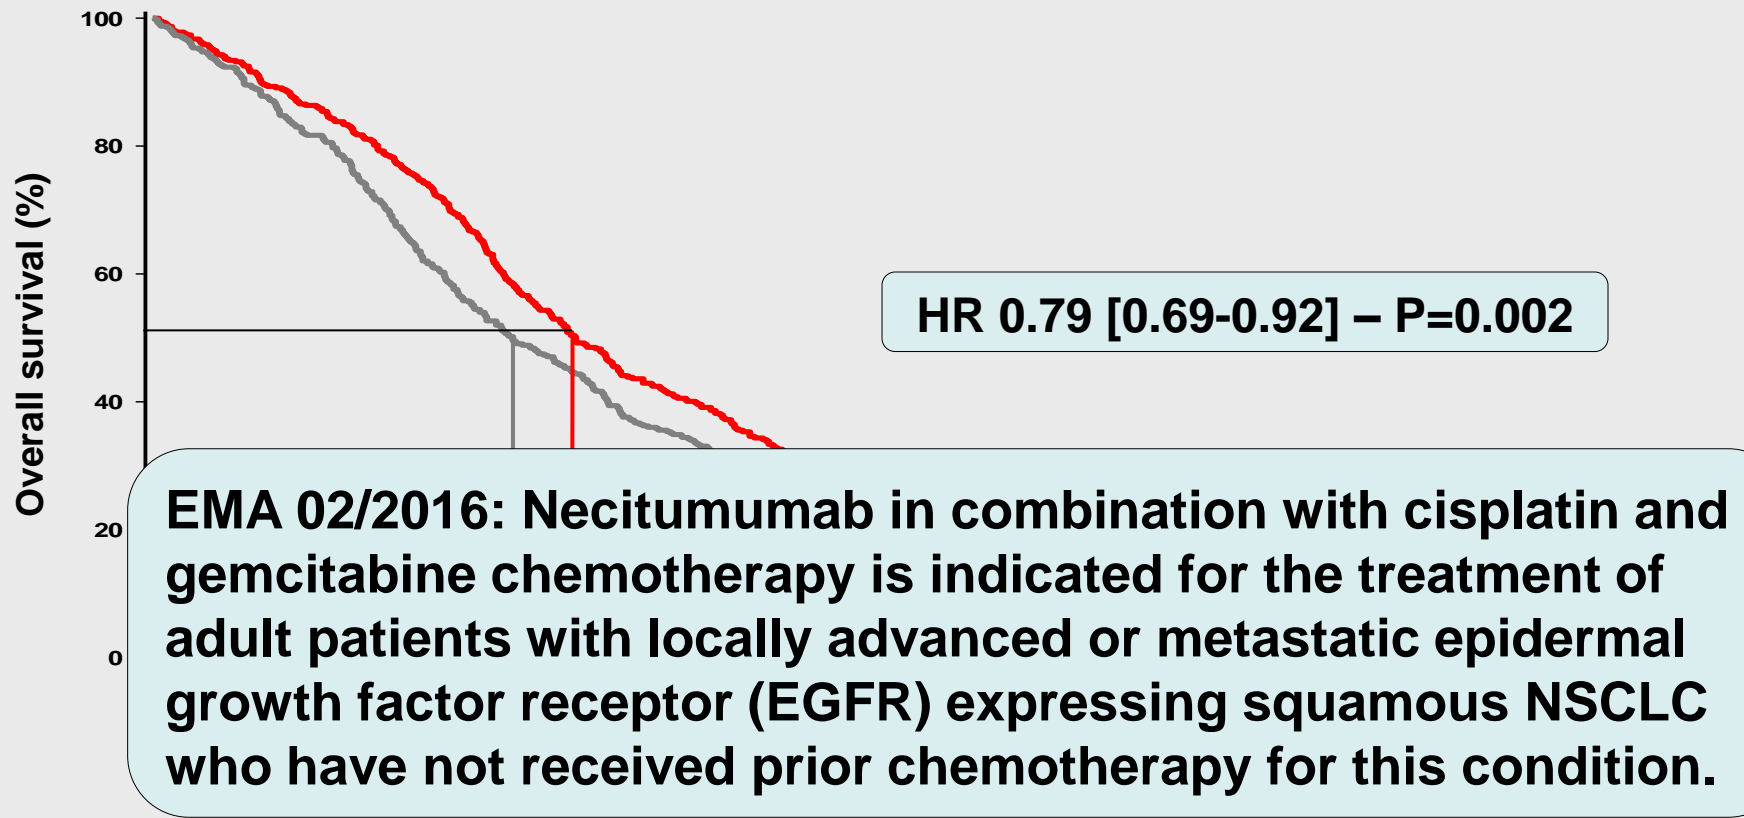 100
80
60
40
20
0
Overall survival (%)
HR 0.79 [0.69-0.92] – P=0.002
EMA 02/2016: Necitumumab in combination with cisplatin and
gemcitabine chemotherapy is indicated for the treatment of
adult patients with locally advanced or metastatic epidermal
growth factor receptor (EGFR) expressing squamous NSCLC
who have not received prior chemotherapy for this condition.